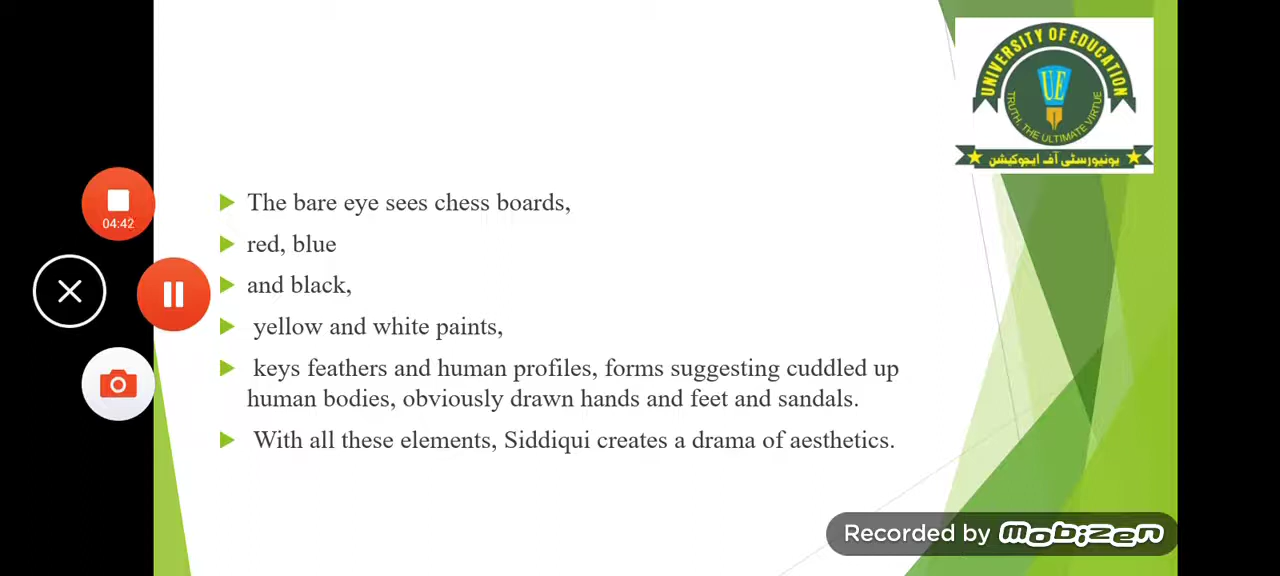 UNIVERSITY OF EDUCATION
UE
TRUTH, THE ULTIMATE VIRTUE
یونیورسٹی آف ایجوکیشن
The bare eye sees chess boards,
04:42
red, blue
and black,
yellow and white paints,
keys feathers and human profiles, forms suggesting cuddled up
human bodies, obviously drawn hands and feet and sandals.
With all these elements, Siddiqui creates a drama of aesthetics.
Recorded by mobizen